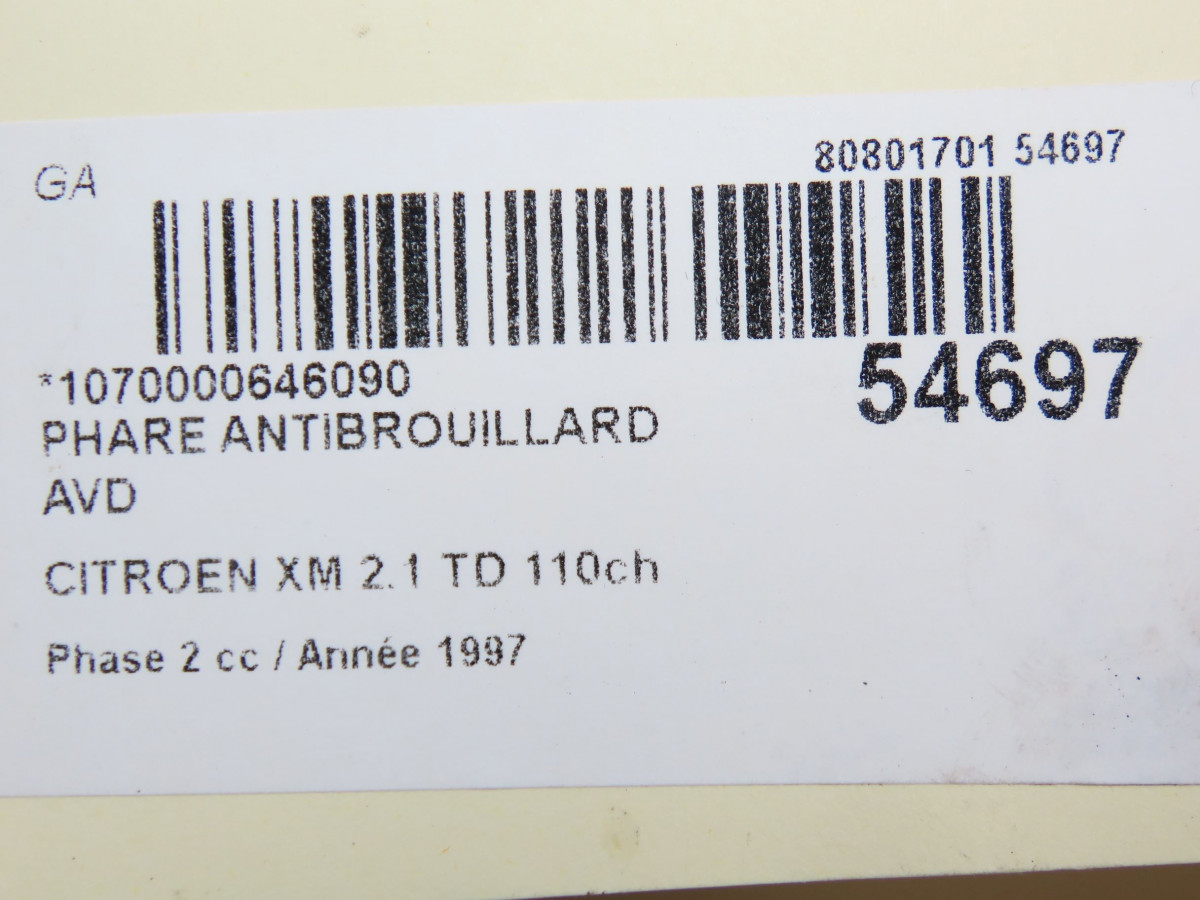 GA
80801701 54697
*1070000646090
54697
PHARE ANTIBROUILLARD
AVD
CITROEN XM 2.1 TD 110ch
Phase 2 cc / Année 1997